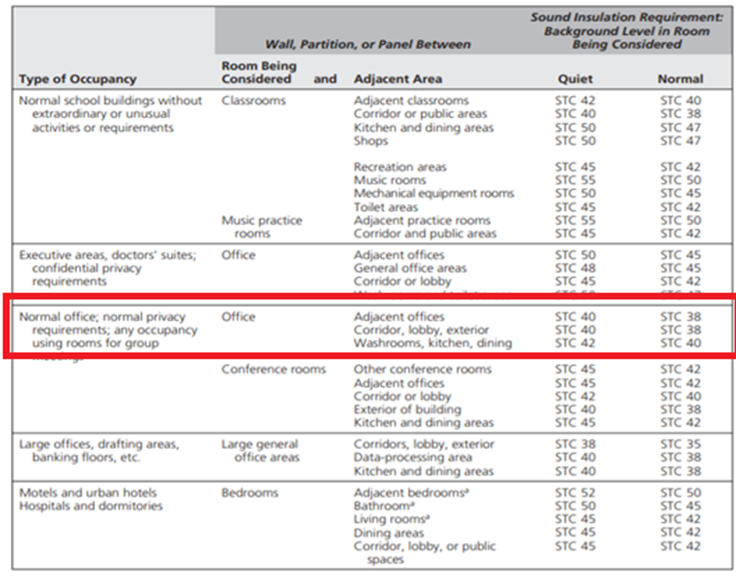 Sound Insulation Requirement:
Background Level in Room
Wall, Partition, or Panel Between Being Considered
Room Being
Type of Occupancy Considered and Adjacent Area Quiet Normal
Normal school buildings without Classrooms Adjacent classrooms STC 42 STC 40
extraordinary or unusual Corridor or public areas STC 40 STC 38
activities or requirements Kitchen and dining areas STC 50 STC 47
Shops STC 50 STC 47
Recreation areas STC 45 STC 42
Music rooms STC 55 STC 50
Mechanical equipment rooms STC 50 STC 45
Toilet areas STC 45 STC 42
Music practice Adjacent practice rooms STC 55 STC 50
rooms Corridor and public areas STC 45 STC 42
Executive areas, doctors' suites; Office Adjacent offices STC 50 STC 45
confidential privacy General office areas STC 48 STC 45
requirements Corridor or lobby STC 45 STC 42
Normal office; normal privacy Office Adjacent offices STC 40 STC 38
requirements; any occupancy Corridor, lobby, exterior STC 40 STC 38
using rooms for group Washrooms, kitchen, dining STC 42 STC 40
Conference rooms Other conference rooms STC 45 STC 42
Adjacent offices STC 45 STC 42
Corridor or lobby STC 42 STC 40
Exterior of building STC 40 STC 38
Kitchen and dining areas STC 45 STC 42
Large offices, drafting areas, Large general Corridors, lobby, exterior STC 38 STC 35
banking floors, etc. office areas Data-processing area STC 40 STC 38
Kitchen and dining areas STC 40 STC 38
Motels and urban hotels Bedrooms Adjacent bedroomsᵃ STC 52 STC 50
Hospitals and dormitories Bathroomᵃ STC 50 STC 45
Living roomsᵃ STC 45 STC 42
Dining areas STC 45 STC 42
Corridor, lobby, or public STC 45 STC 42
spaces